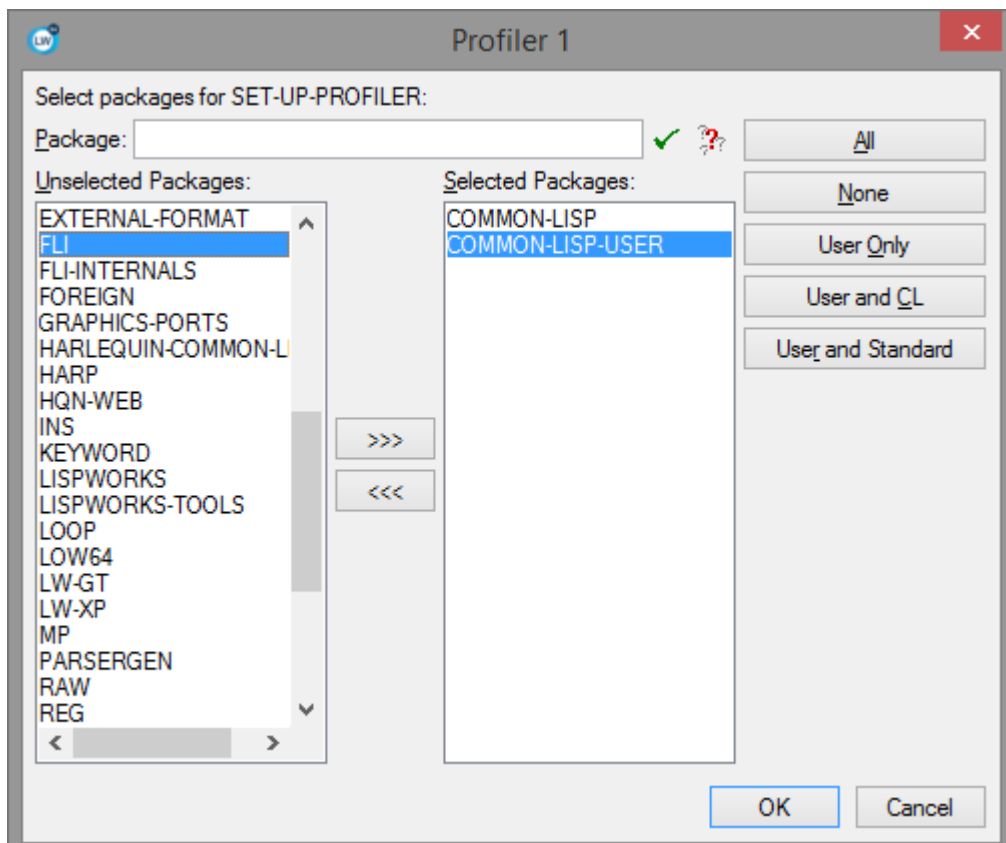 LW
Profiler 1
Select packages for SET-UP-PROFILER:
Package:
All
Unselected Packages:
Selected Packages:
None
User Only
User and CL
User and Standard
EXTERNAL-FORMAT
FLI
FLI-INTERNALS
FOREIGN
GRAPHICS-PORTS
HARLEQUIN-COMMON-LI
HARP
HQN-WEB
INS
KEYWORD
LISPWORKS
LISPWORKS-TOOLS
LOOP
LOW64
LW-GT
LW-XP
MP
PARSERGEN
RAW
REG
>>>
<<<
COMMON-LISP
COMMON-LISP-USER
OK
Cancel